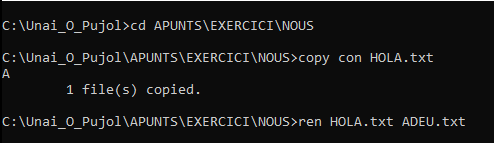 C:\Unai_O_Pujol>cd APUNTS\EXERCICI\NOUS
C:\Unai_O_Pujol\APUNTS\EXERCICI\NOUS>copy con HOLA.txt
A
        1 file(s) copied.
C:\Unai_O_Pujol\APUNTS\EXERCICI\NOUS>ren HOLA.txt ADEU.txt